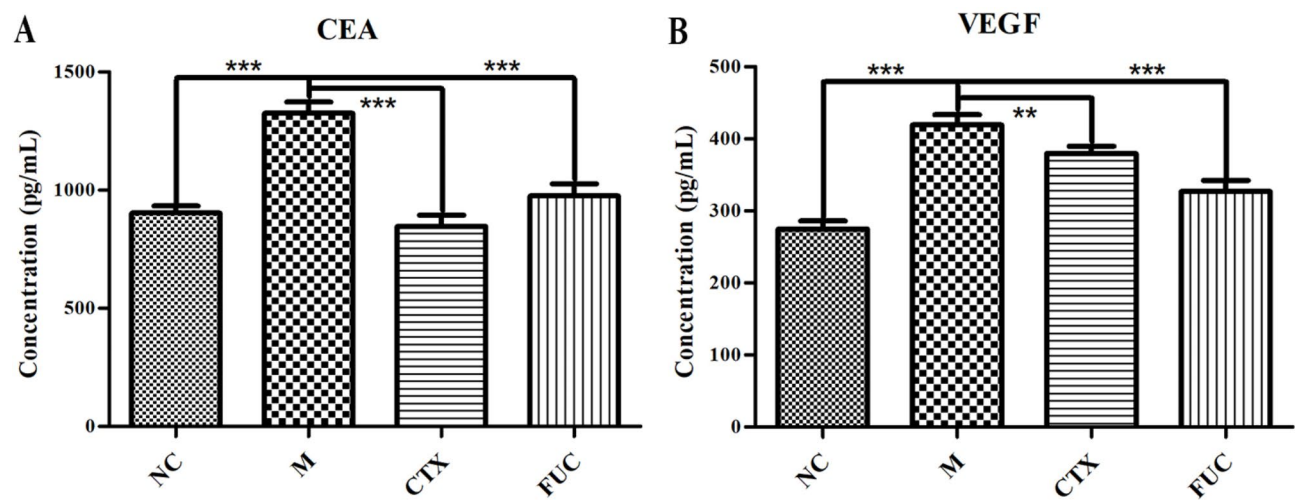 A
CEA
Concentration (pg/mL)
1500
1000
500
0
***
***
***
NC
M
CTX
FUC
B
VEGF
Concentration (pg/mL)
500
400
300
200
100
0
***
***
**
NC
M
CTX
FUC